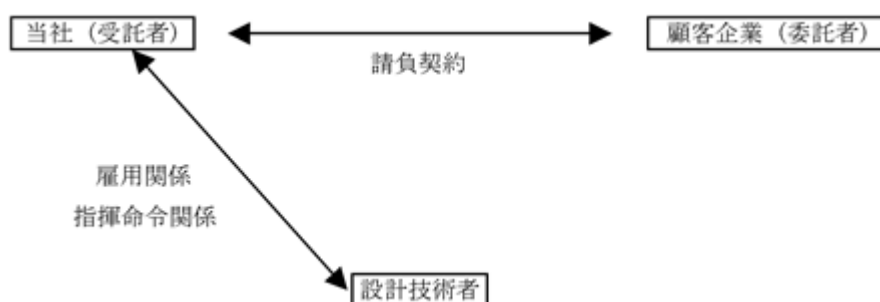 当社（受託者）
顧客企業（委託者）
請負契約
雇用関係
指揮命令関係
設計技術者